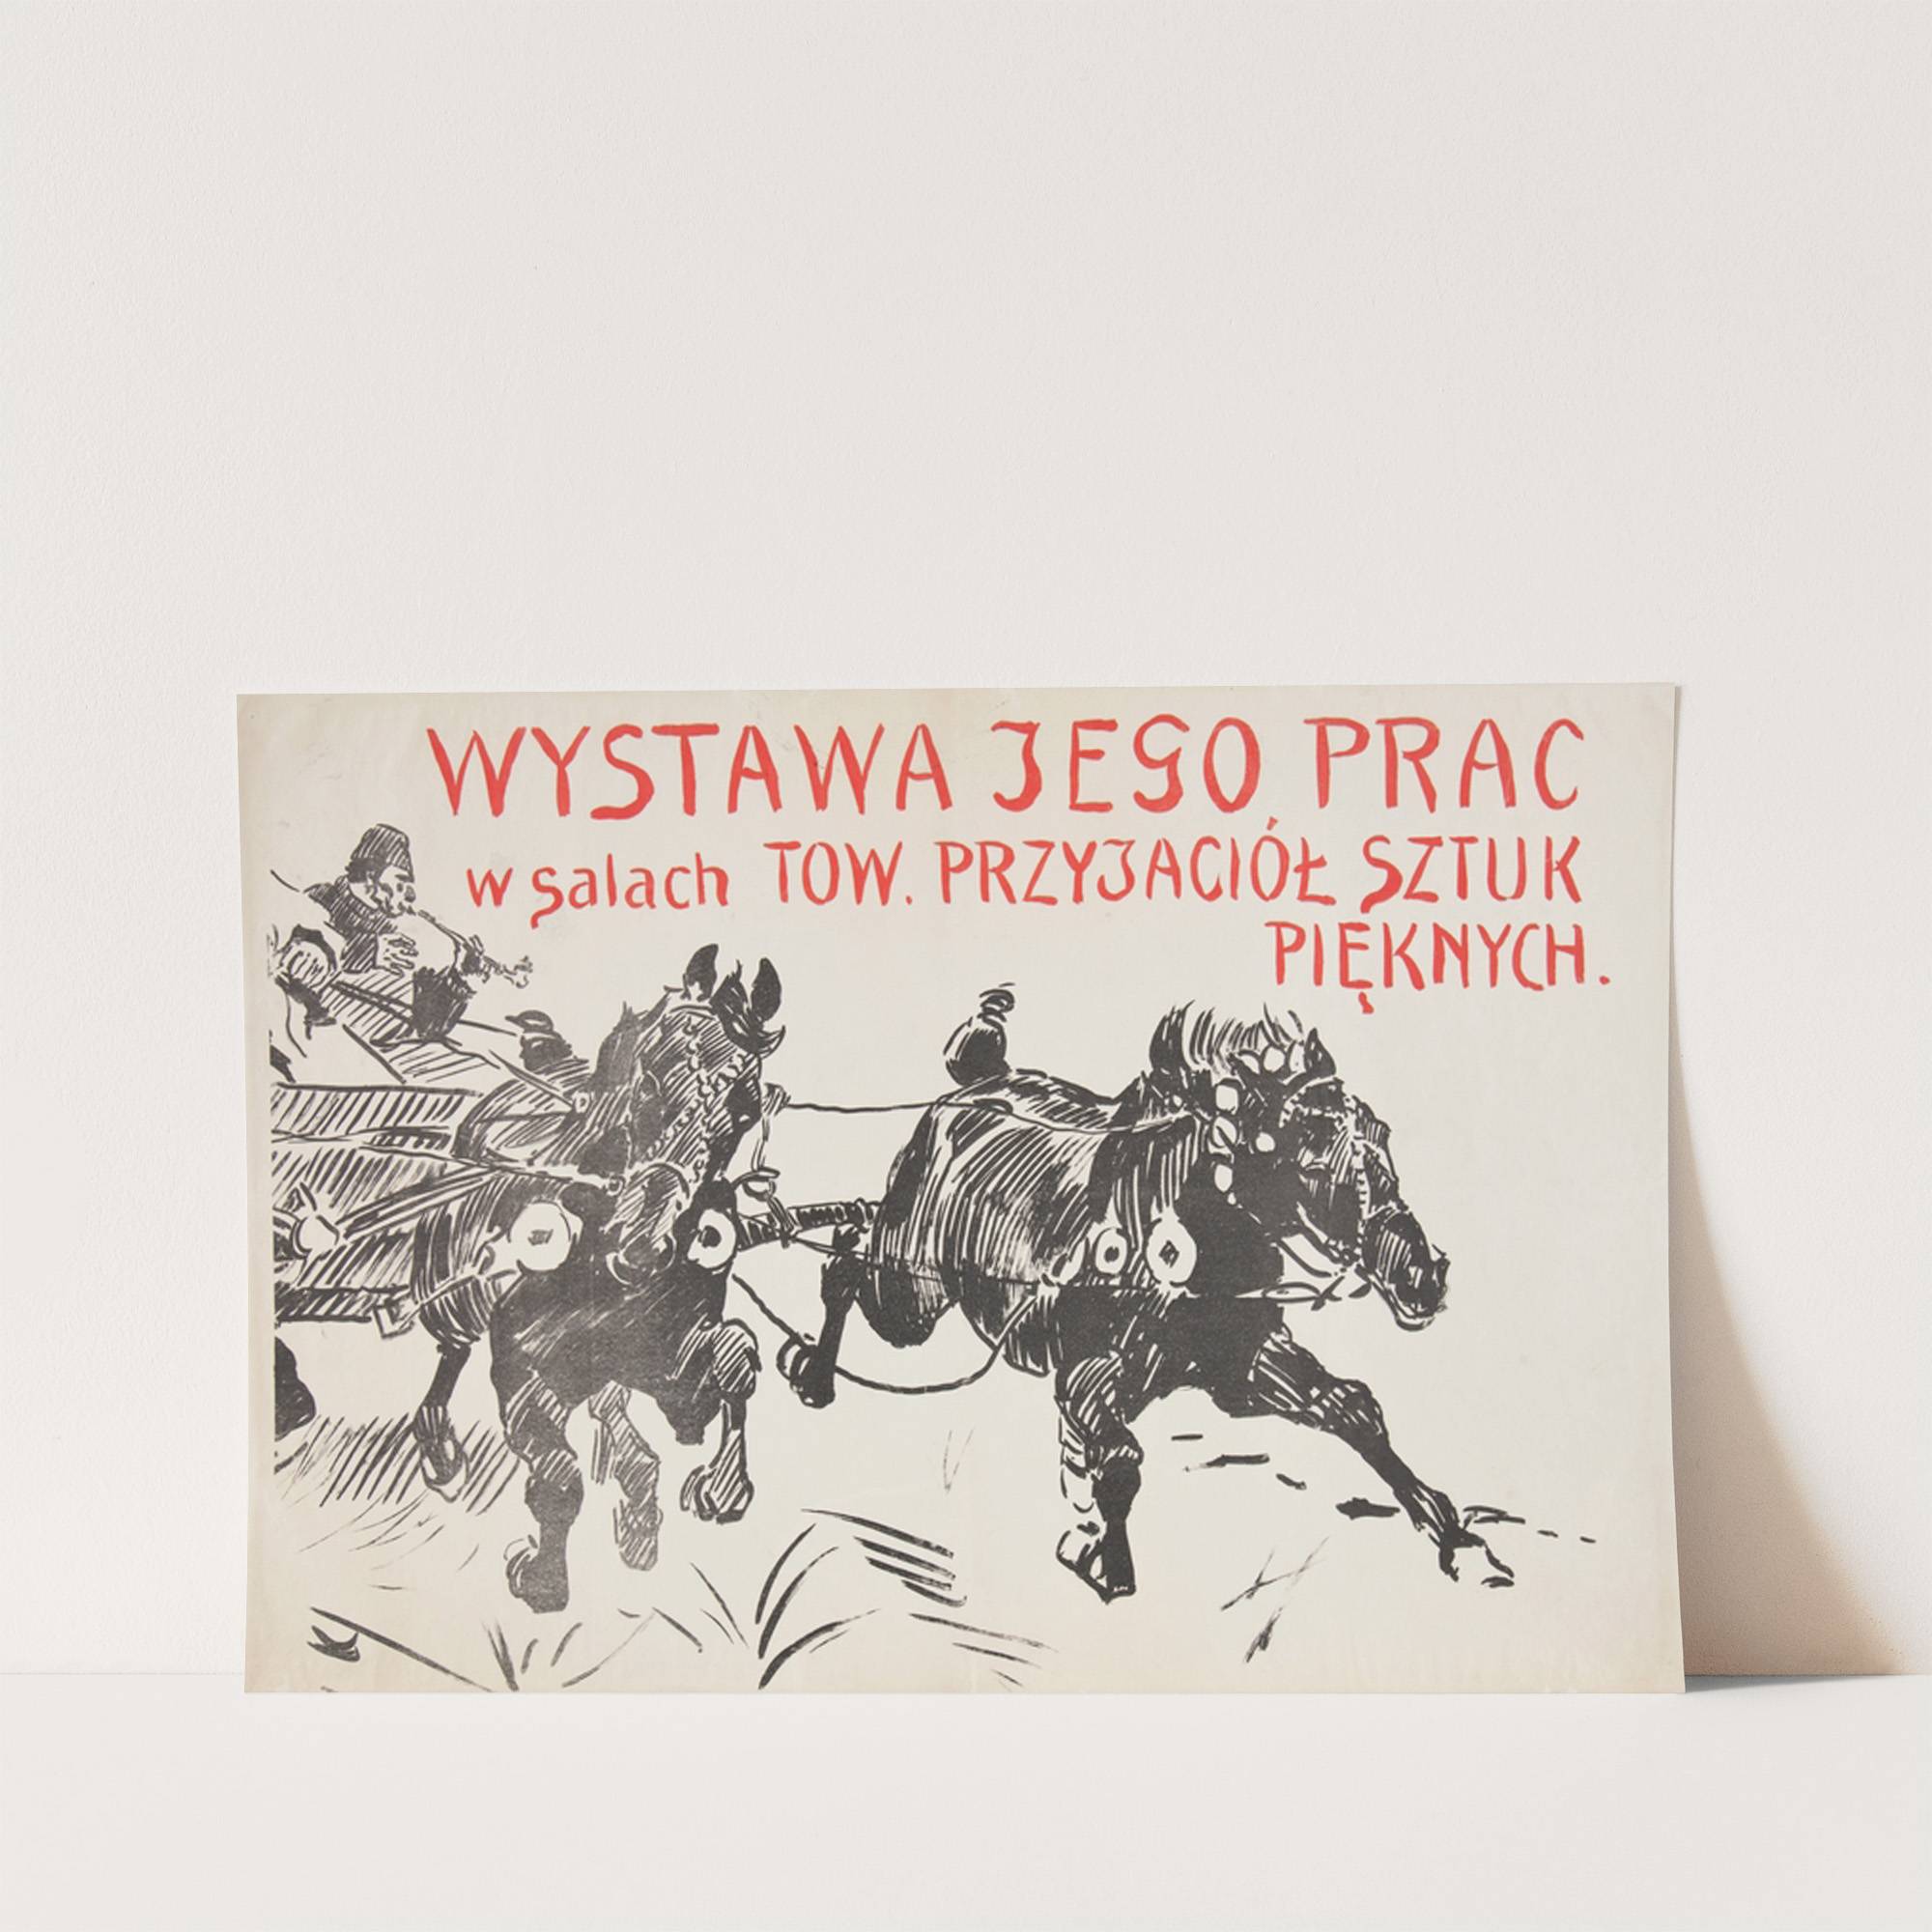 WYSTAWA JEGO PRAC
w salach TOW. PRZYJACIÓŁ SZTUK
PIĘKNYCH.